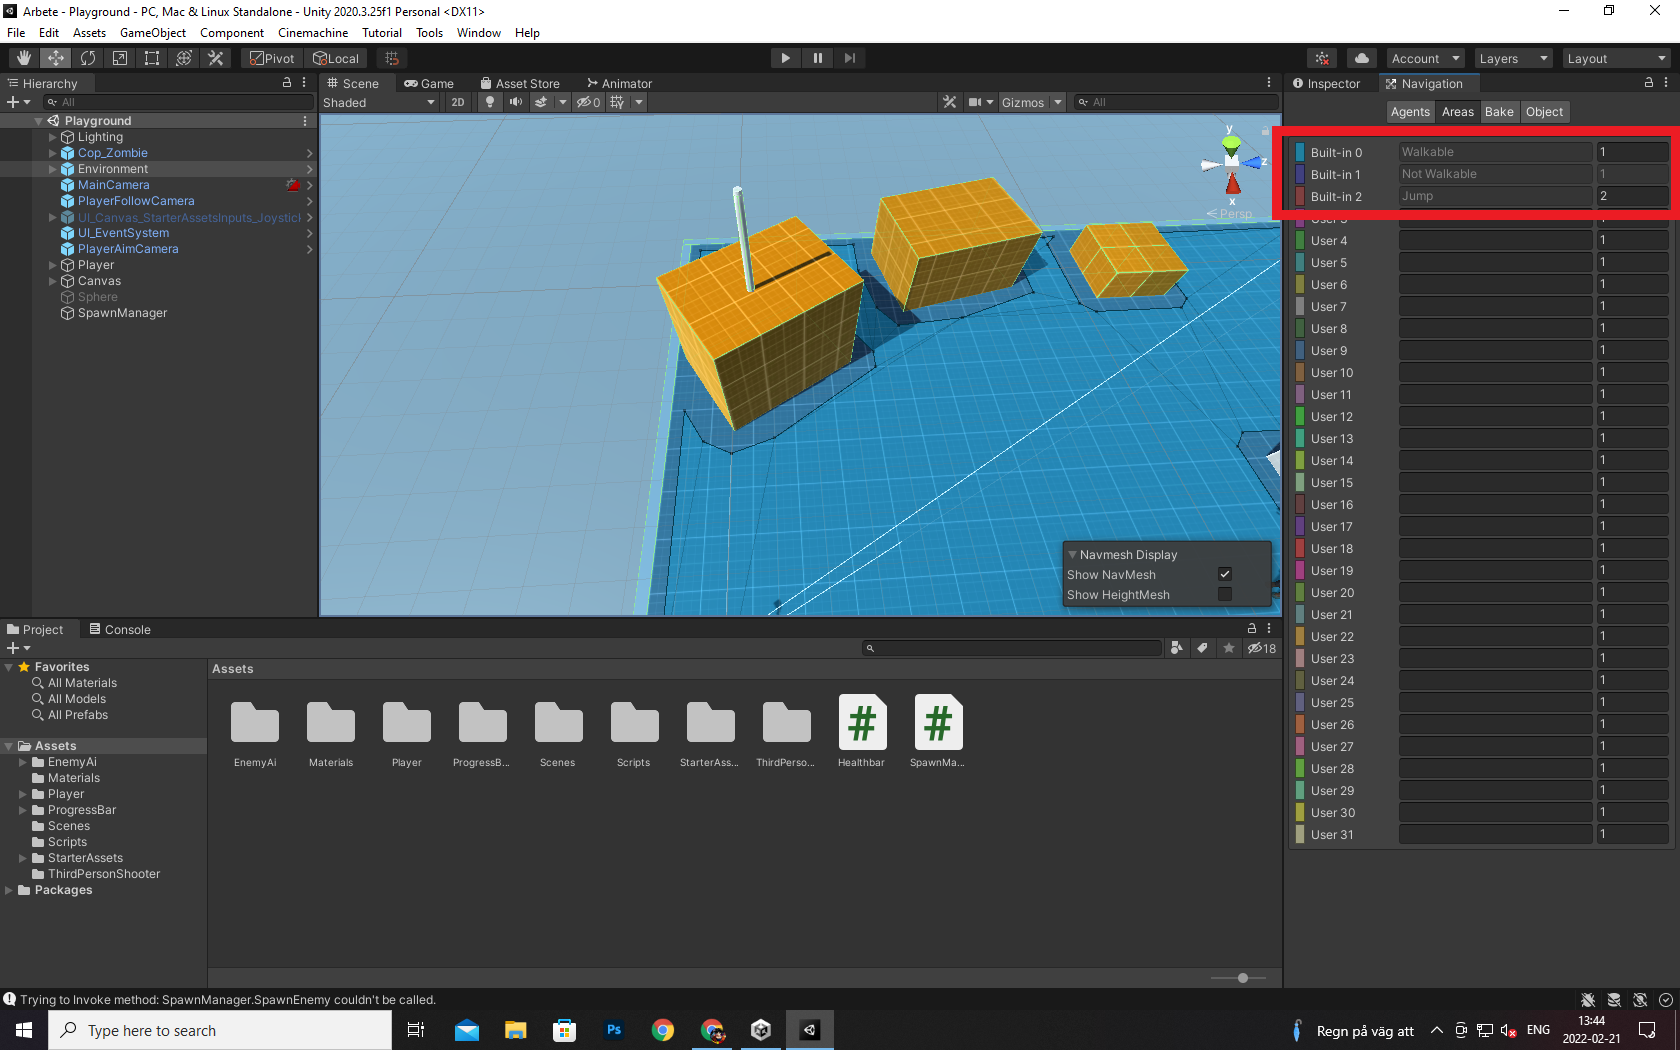 Arbete - Playground - PC, Mac & Linux Standalone - Unity 2020.3.25f1 Personal <DX11>
File Edit Assets GameObject Component Cinemachine Tutorial Tools Window Help
Pivot Local Account Layers Layout
Hierarchy
All
Playground
Lighting
Cop_Zombie
Environment
MainCamera
PlayerFollowCamera
UI_Canvas_StarterAssetsInputs_Joystick
UI_EventSystem
PlayerAimCamera
Player
Canvas
Sphere
SpawnManager
Scene Game Asset Store Animator
Shaded 2D 0 Gizmos All
y
z
x
Persp
Navmesh Display
Show NavMesh
Show HeightMesh
Inspector Navigation
Agents Areas Bake Object
Built-in 0 Walkable 1
Built-in 1 Not Walkable 1
Built-in 2 Jump 2
User 3 1
User 4 1
User 5 1
User 6 1
User 7 1
User 8 1
User 9 1
User 10 1
User 11 1
User 12 1
User 13 1
User 14 1
User 15 1
User 16 1
User 17 1
User 18 1
User 19 1
User 20 1
User 21 1
User 22 1
User 23 1
User 24 1
User 25 1
User 26 1
User 27 1
User 28 1
User 29 1
User 30 1
User 31 1
Project Console
18
Favorites
All Materials
All Models
All Prefabs
Assets
EnemyAi
Materials
Player
ProgressBar
Scenes
Scripts
StarterAssets
ThirdPersonShooter
Packages
Assets
EnemyAi Materials Player ProgressB... Scenes Scripts StarterAss... ThirdPerso... Healthbar SpawnMa...
Trying to Invoke method: SpawnManager.SpawnEnemy couldn't be called.
Type here to search
Ps
Regn på väg att
ENG
13:44
2022-02-21